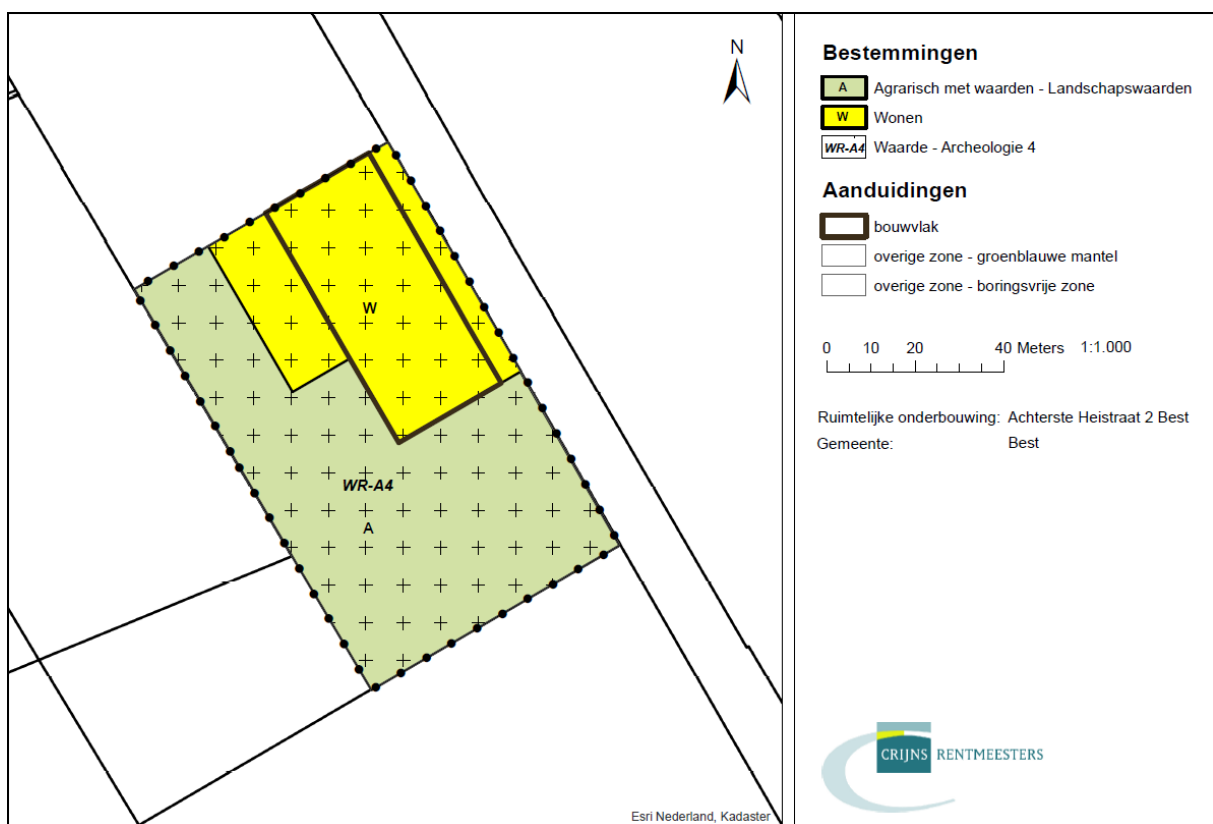 N
W
WR-A4
A
Esri Nederland, Kadaster
Bestemmingen
A Agrarisch met waarden - Landschapswaarden
W Wonen
WR-A4 Waarde - Archeologie 4
Aanduidingen
bouwvlak
overige zone - groenblauwe mantel
overige zone - boringsvrije zone
0 10 20 40 Meters 1:1.000
Ruimtelijke onderbouwing: Achterste Heistraat 2 Best
Gemeente: Best
CRIJNS RENTMEESTERS